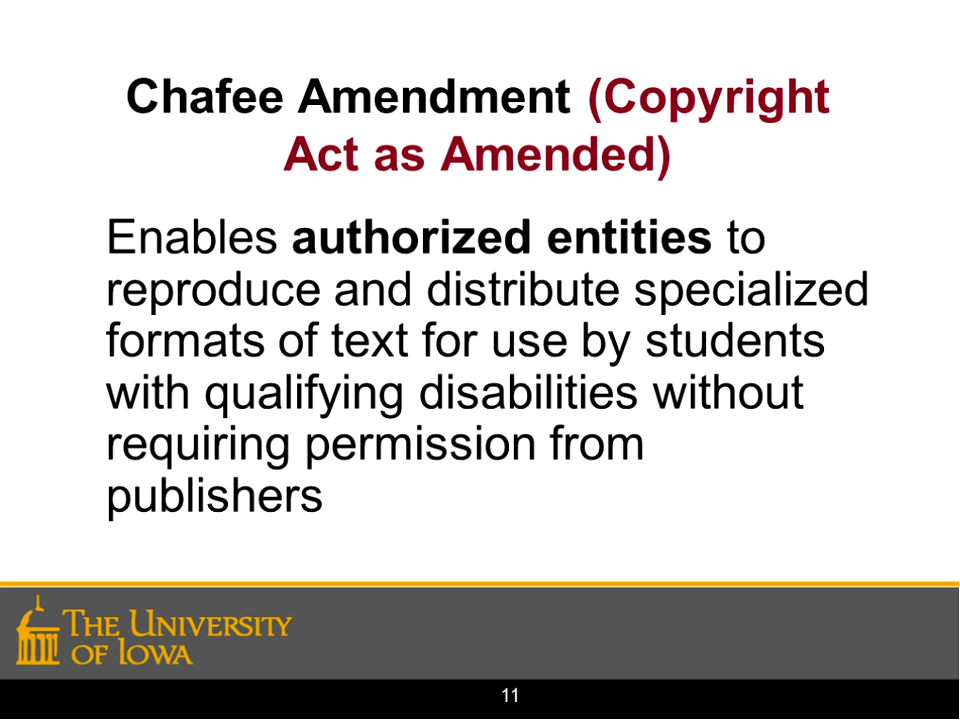 Chafee Amendment (Copyright
Act as Amended)
Enables authorized entities to
reproduce and distribute specialized
formats of text for use by students
with qualifying disabilities without
requiring permission from
publishers
THE UNIVERSITY
OF IOWA
11